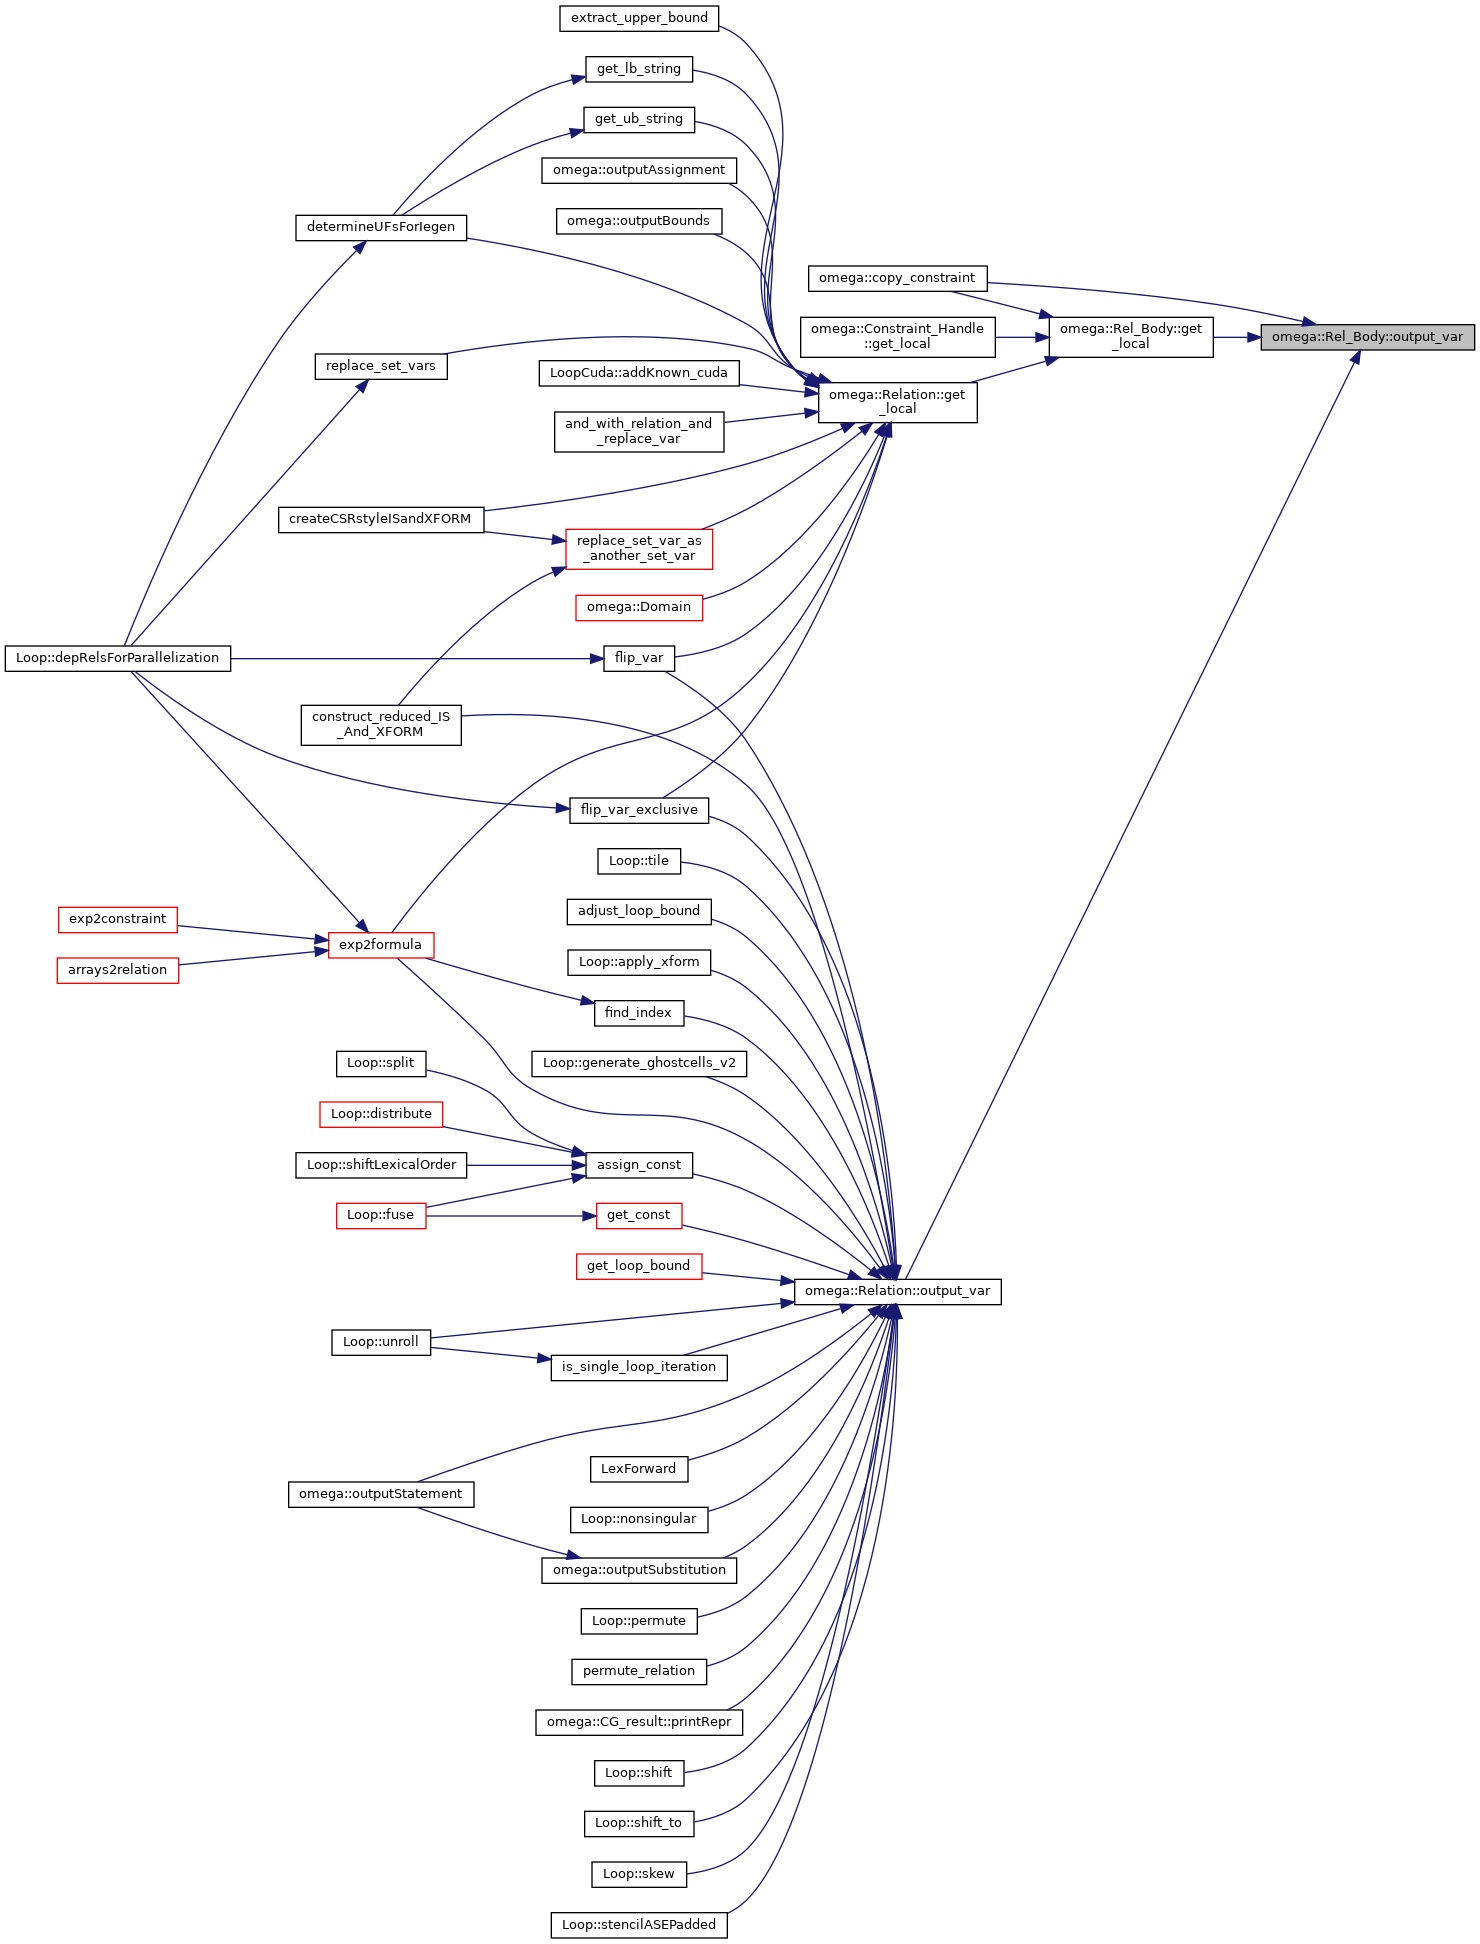 extract_upper_bound
get_lb_string
get_ub_string
omega::outputAssignment
omega::outputBounds
determineUFsForIegen
omega::copy_constraint
omega::Constraint_Handle
::get_local
omega::Rel_Body::get
_local
omega::Rel_Body::output_var
replace_set_vars
LoopCuda::addKnown_cuda
omega::Relation::get
_local
and_with_relation_and
_replace_var
createCSRstyleISandXFORM
replace_set_var_as
_another_set_var
omega::Domain
Loop::depRelsForParallelization
flip_var
construct_reduced_IS
_And_XFORM
flip_var_exclusive
Loop::tile
adjust_loop_bound
exp2constraint
exp2formula
Loop::apply_xform
arrays2relation
find_index
Loop::split
Loop::generate_ghostcells_v2
Loop::distribute
Loop::shiftLexicalOrder
assign_const
Loop::fuse
get_const
get_loop_bound
omega::Relation::output_var
Loop::unroll
is_single_loop_iteration
LexForward
omega::outputStatement
Loop::nonsingular
omega::outputSubstitution
Loop::permute
permute_relation
omega::CG_result::printRepr
Loop::shift
Loop::shift_to
Loop::skew
Loop::stencilASEPadded